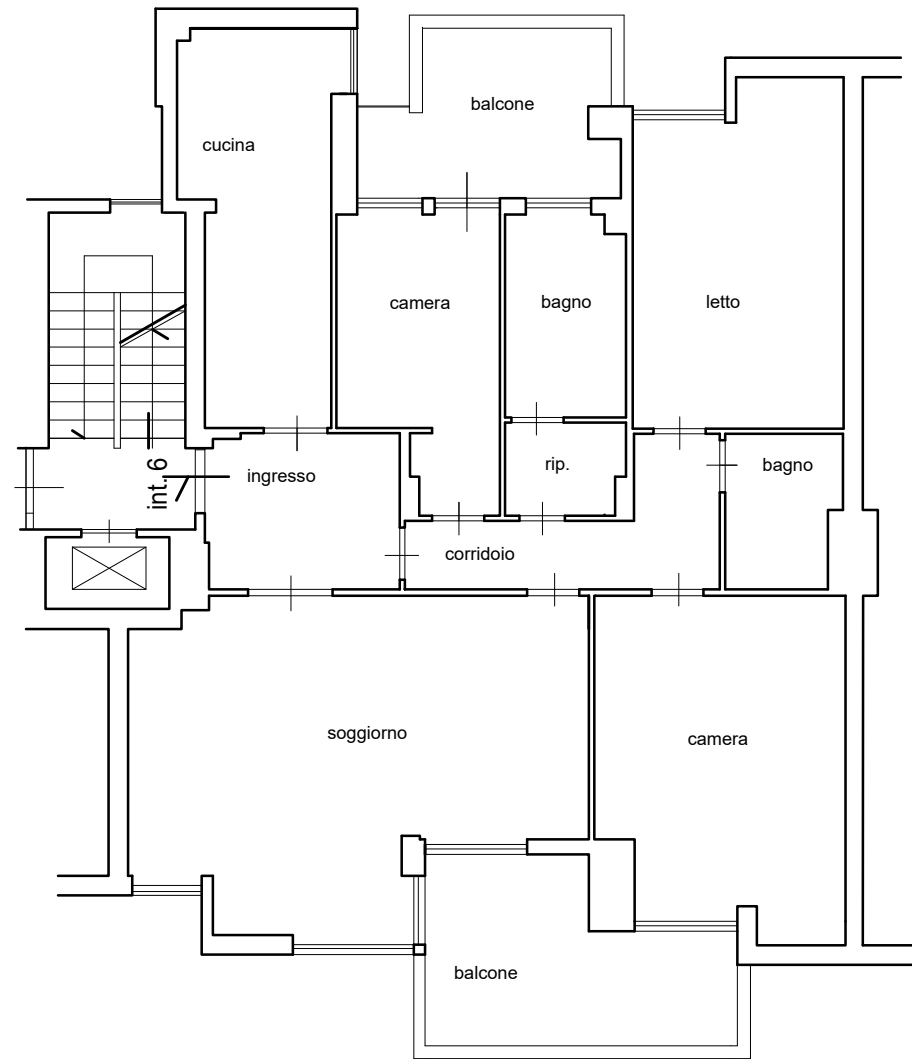 balcone
cucina
camera
bagno
letto
int. 6
ingresso
rip.
bagno
corridoio
soggiorno
camera
balcone